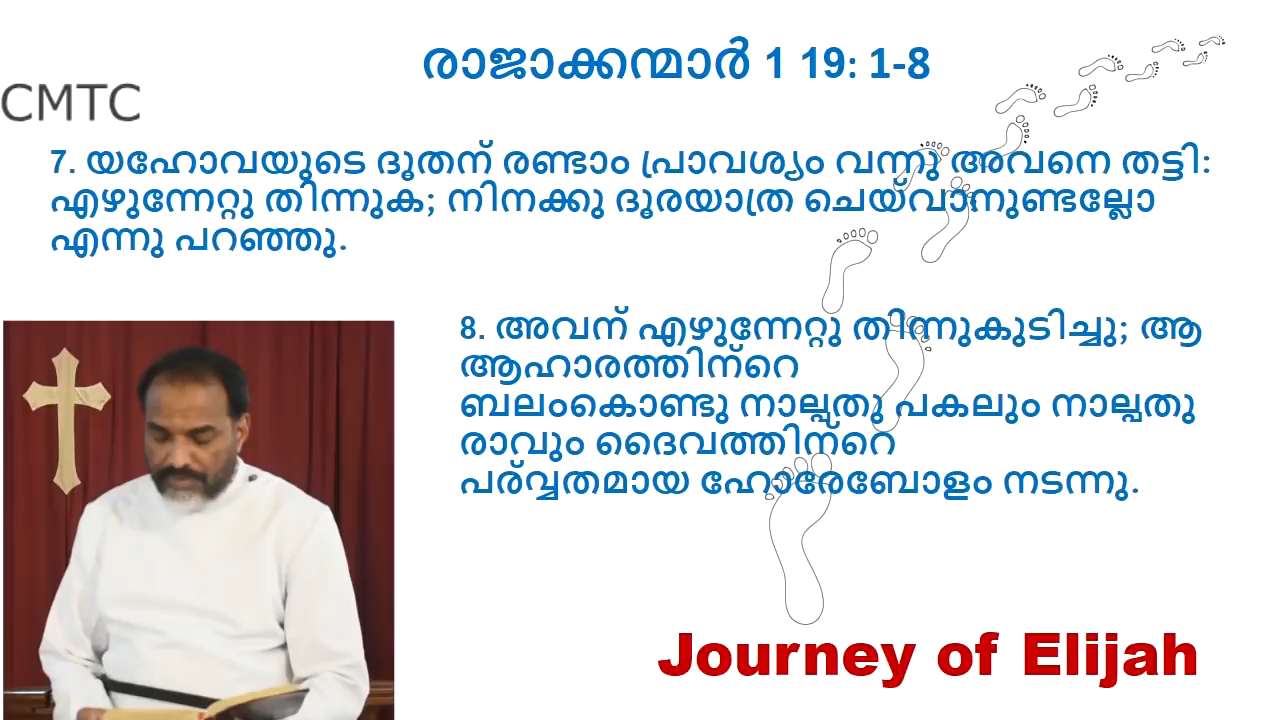 രാജാക്കന്മാർ 1 19: 1-8
CMTC
7. യഹോവയുടെ ദൂതന് രണ്ടാം പ്രാവശ്യം വന്നു അവനെ തട്ടി:
എഴുന്നേറ്റു തിന്നുക; നിനക്കു ദൂരയാത്ര ചെയ്‌വാനുണ്ടല്ലോ
എന്നു പറഞ്ഞു.
8. അവന് എഴുന്നേറ്റു തിന്നുകുടിച്ചു; ആ
ആഹാരത്തിന്റെ
ബലംകൊണ്ടു നാല്പതു പകലും നാല്പതു
രാവും ദൈവത്തിന്റെ
പര്വ്വതമായ ഹോരേബോളം നടന്നു.
Journey of Elijah